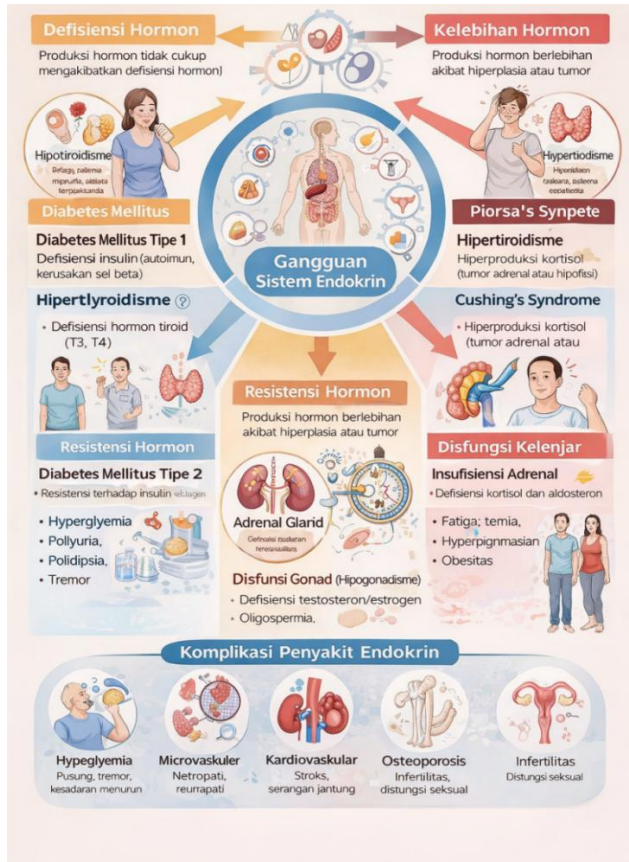 Defisiensi Hormon
Produksi hormon tidak cukup
mengakibatkan defisiensi hormon)
Kelebihan Hormon
Produksi hormon berlebihan
akibat hiperplasia atau tumor
Hipotiroidisme
Hypertiodisme
Diabetes Mellitus
Diabetes Mellitus Tipe 1
Defisiensi insulin (autoimun,
kerusakan sel beta)
Gangguan
Sistem Endokrin
Piorsa's Synpete
Hipertiroidisme
Hiperproduksi kortisol
(tumor adrenal atau hipofisi)
Hipertlyroidisme ?
• Defisiensi hormon tiroid
(T3, T4)
Cushing's Syndrome
• Hiperproduksi kortisol
(tumor adrenal atau
Resistensi Hormon
Produksi hormon berlebihan
akibat hiperplasia atau tumor
Adrenal Glarid
Disfunsi Gonad (Hipogonadisme)
• Defisiensi testosteron/estrogen
• Oligospermia,
Resistensi Hormon
Diabetes Mellitus Tipe 2
• Resistensi terhadap insulin
• Hyperglyemia
• Pollyuria,
• Polidipsia,
• Tremor
Disfungsi Kelenjar
Insufisiensi Adrenal
• Defisiensi kortisol dan aldosteron
• Fatiga; temia,
• Hyperpignmasian
• Obesitas
Komplikasi Penyakit Endokrin
Hypeglyemia
Pusung, tremor,
kesadaran menurun
Microvaskuler
Netropati,
reurrapati
Kardiovaskular
Stroks,
serangan jantung
Osteoporosis
Infertilitas,
distungsi seksual
Infertilitas
Distungsi seksual